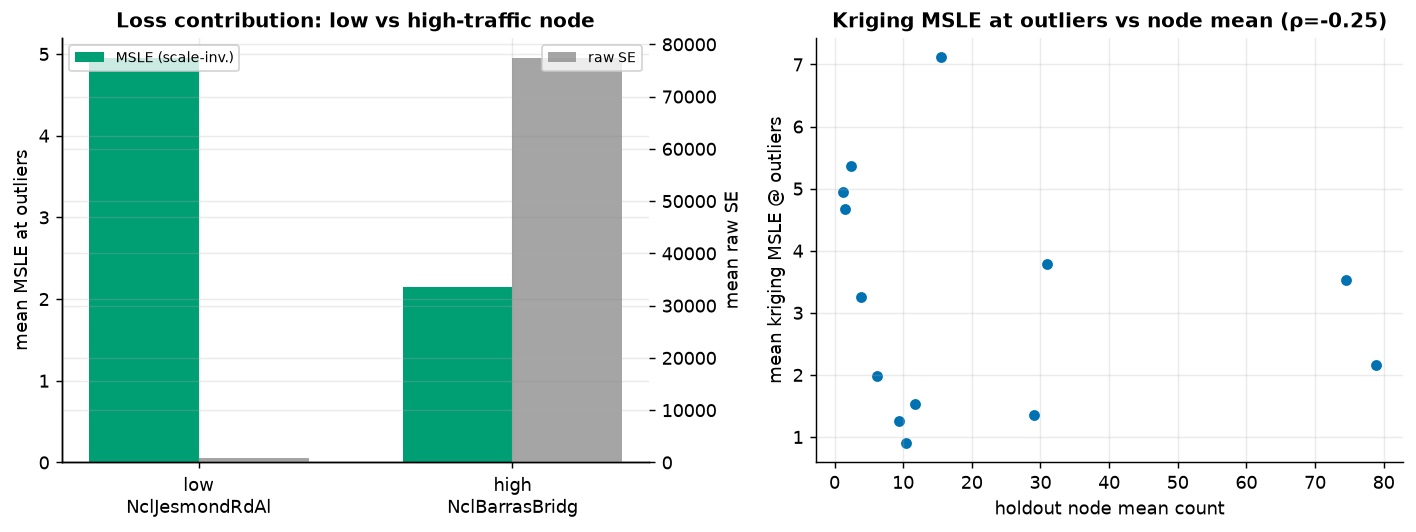 Loss contribution: low vs high-traffic node
MSLE (scale-inv.)
raw SE
mean MSLE at outliers
5
4
3
2
1
0
80000
70000
60000
50000
40000
30000
20000
10000
0
mean raw SE
low
NclJesmondRdAl
high
NclBarrasBridg
Kriging MSLE at outliers vs node mean (ρ=-0.25)
mean kriging MSLE @ outliers
7
6
5
4
3
2
1
0 10 20 30 40 50 60 70 80
holdout node mean count